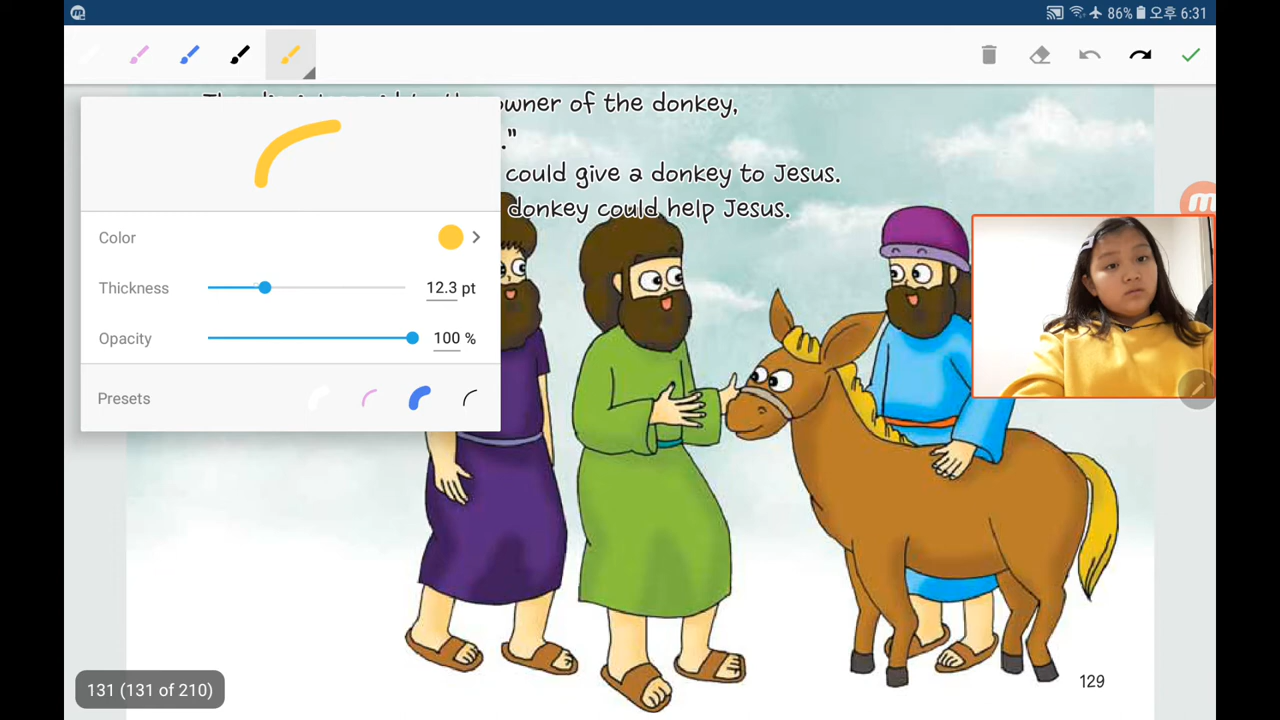 86% 오후 6:31
owner of the donkey,
."
could give a donkey to Jesus.
donkey could help Jesus.
Color
Thickness 12.3 pt
Opacity 100 %
Presets
131 (131 of 210)
129